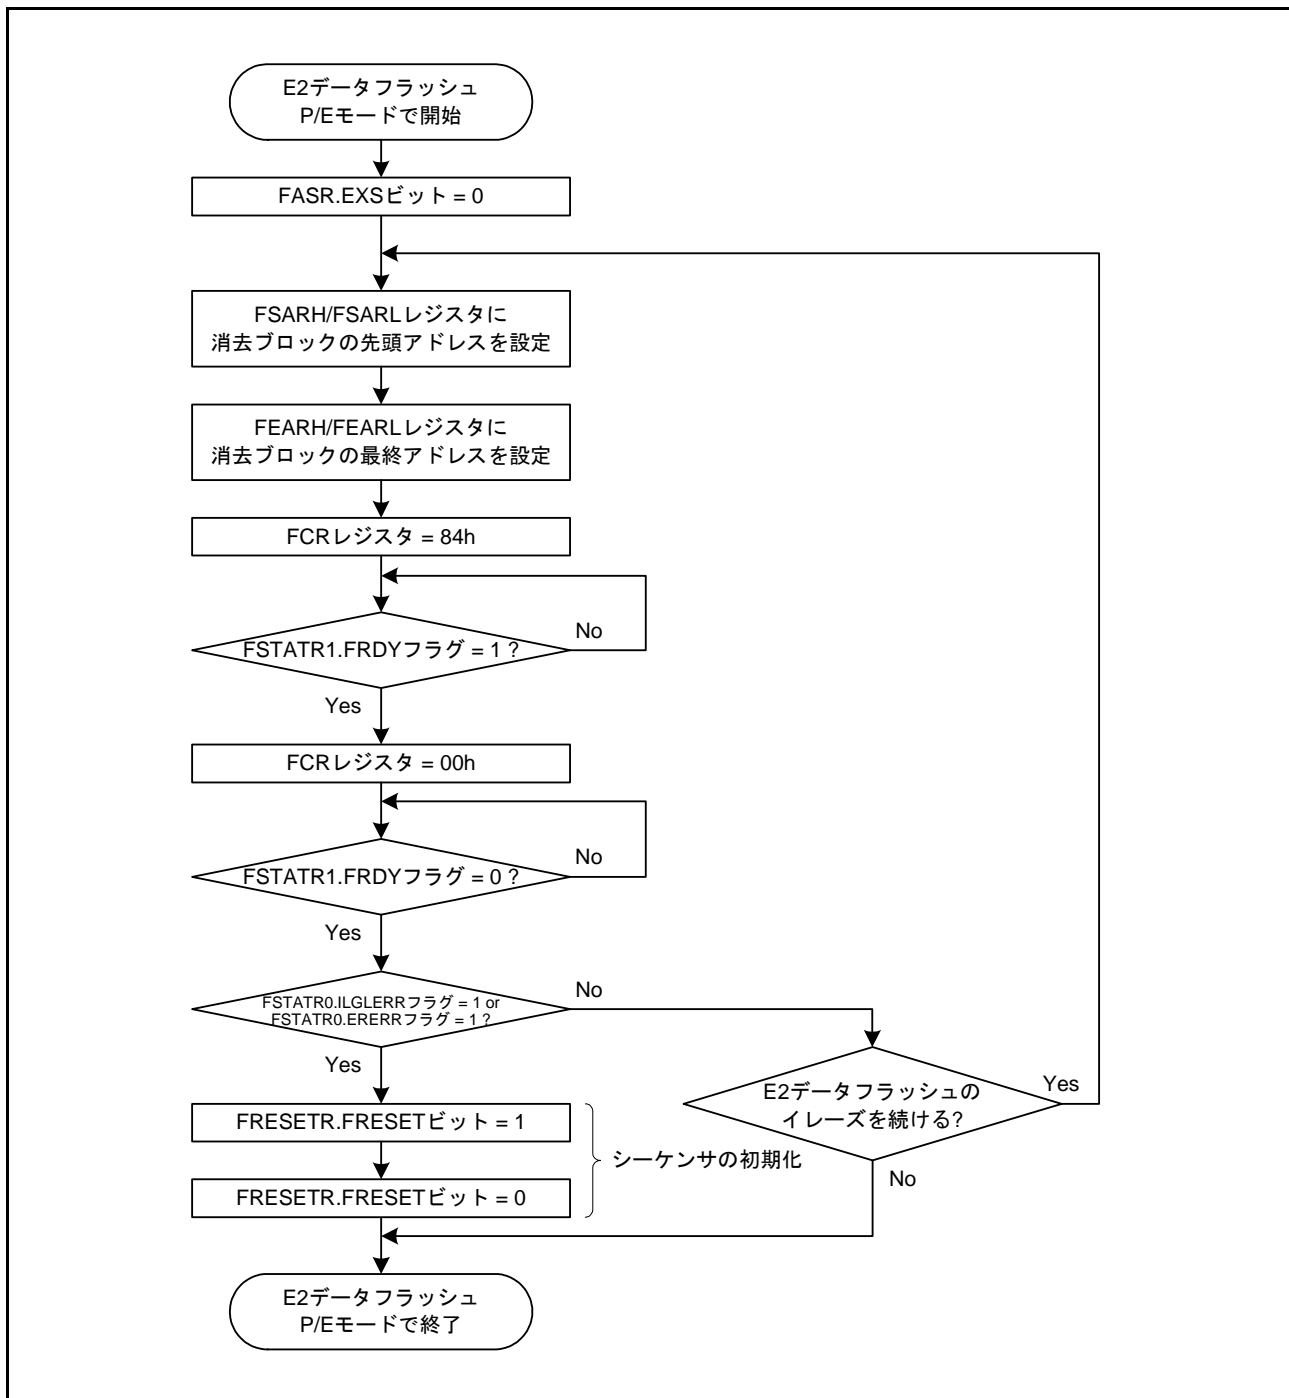 E2データフラッシュ
P/Eモードで開始
FASR.EXSビット = 0
FSARH/FSARLレジスタに
消去ブロックの先頭アドレスを設定
FEARH/FEARLレジスタに
消去ブロックの最終アドレスを設定
FCRレジスタ = 84h
FSTATR1.FRDYフラグ = 1 ?
No
Yes
FCRレジスタ = 00h
FSTATR1.FRDYフラグ = 0 ?
No
Yes
FSTATR0.ILGLERRフラグ = 1 or
FSTATR0.ERERRフラグ = 1 ?
No
Yes
E2データフラッシュの
イレーズを続ける?
Yes
No
FRESETR.FRESETビット = 1
シーケンサの初期化
FRESETR.FRESETビット = 0
E2データフラッシュ
P/Eモードで終了